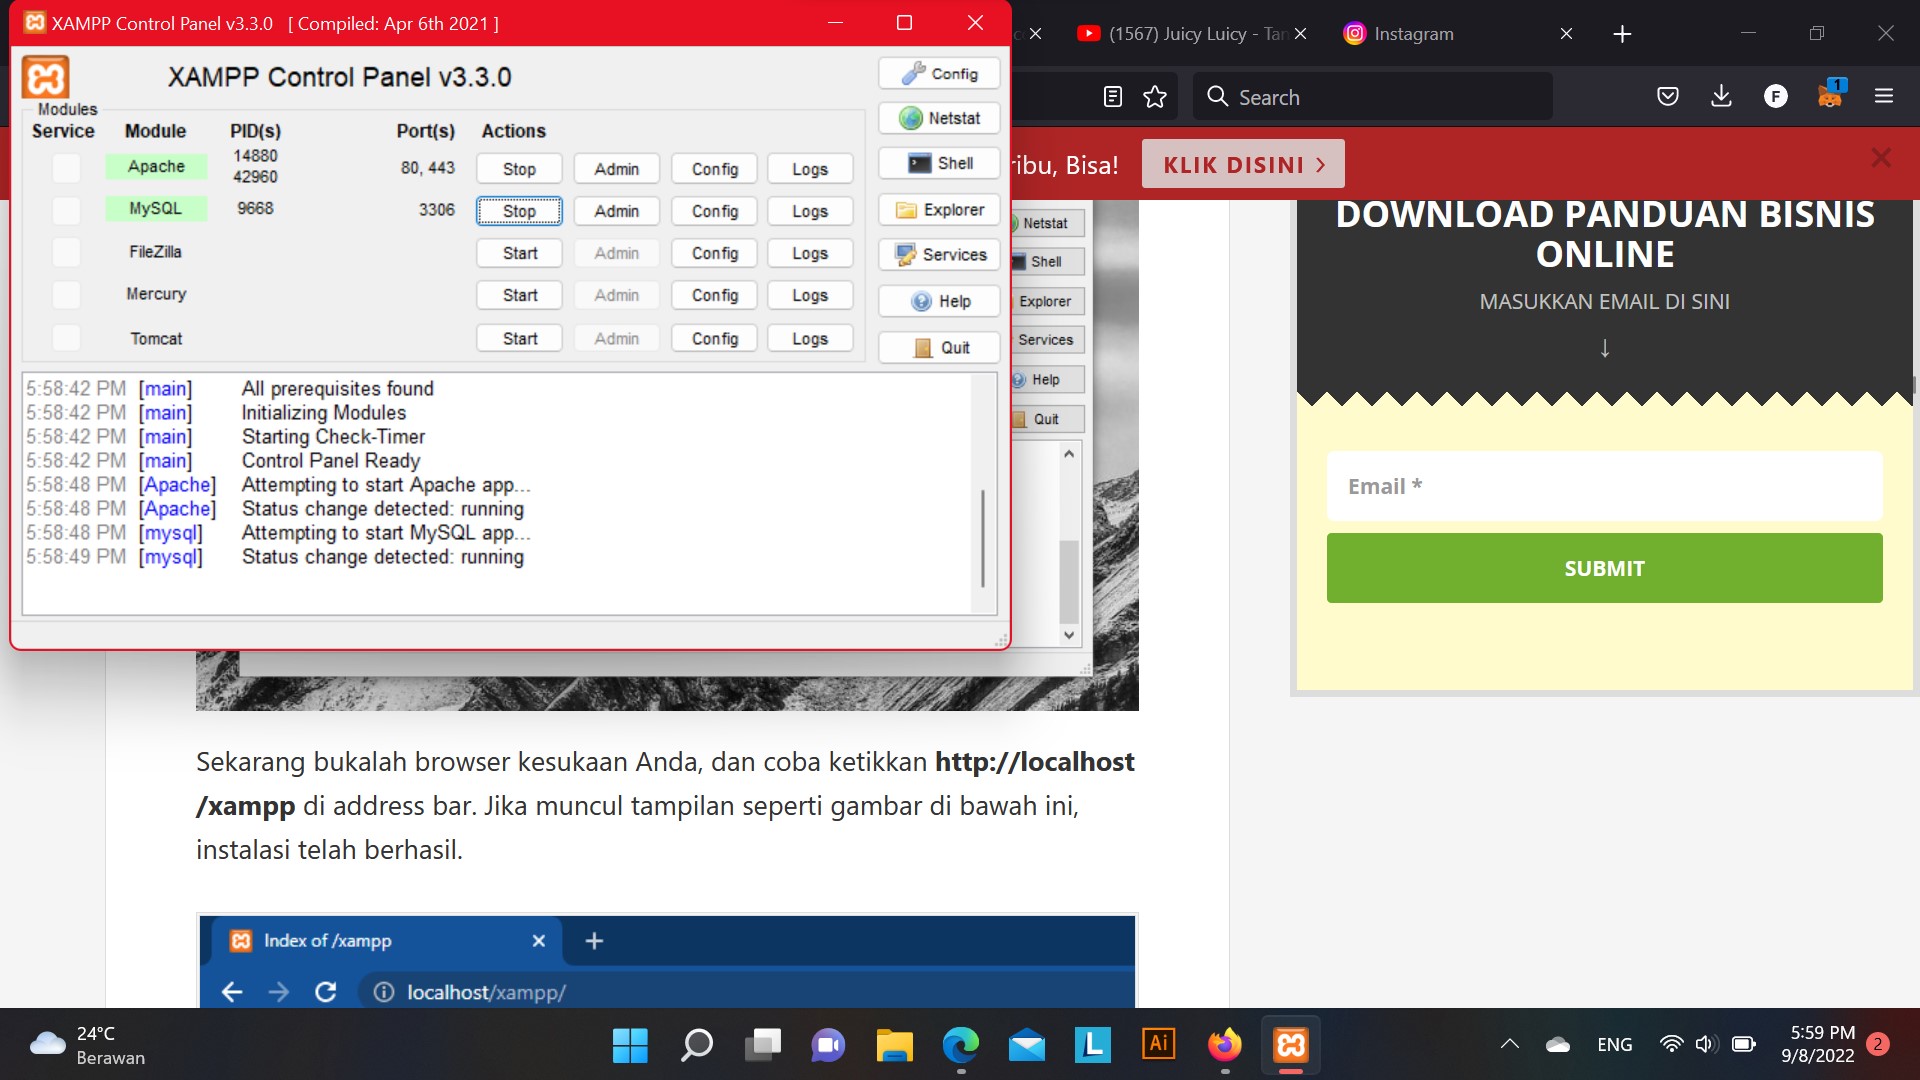 XAMPP Control Panel v3.3.0 [ Compiled: Apr 6th 2021 ]
(1567) Juicy Luicy - Tan
Instagram
XAMPP Control Panel v3.3.0
Config
Search
F
1
Modules
Service Module PID(s) Port(s) Actions
Netstat
Apache 14880 80, 443 Stop Admin Config Logs
42960
Shell
ribu, Bisa!
KLIK DISINI >
MySQL 9668 3306 Stop Admin Config Logs
Explorer
FileZilla Start Admin Config Logs
Services
Mercury Start Admin Config Logs
Help
Tomcat Start Admin Config Logs
Quit
Netstat
Shell
Explorer
Services
Help
Quit
DOWNLOAD PANDUAN BISNIS
ONLINE
MASUKKAN EMAIL DI SINI
↓
Email *
SUBMIT
5:58:42 PM [main] All prerequisites found
5:58:42 PM [main] Initializing Modules
5:58:42 PM [main] Starting Check-Timer
5:58:42 PM [main] Control Panel Ready
5:58:48 PM [Apache] Attempting to start Apache app...
5:58:48 PM [Apache] Status change detected: running
5:58:48 PM [mysql] Attempting to start MySQL app...
5:58:49 PM [mysql] Status change detected: running
Sekarang bukalah browser kesukaan Anda, dan coba ketikkan http://localhost
/xampp di address bar. Jika muncul tampilan seperti gambar di bawah ini,
instalasi telah berhasil.
Index of /xampp
localhost/xampp/
24°C
Berawan
L
Ai
ENG
5:59 PM
9/8/2022
2